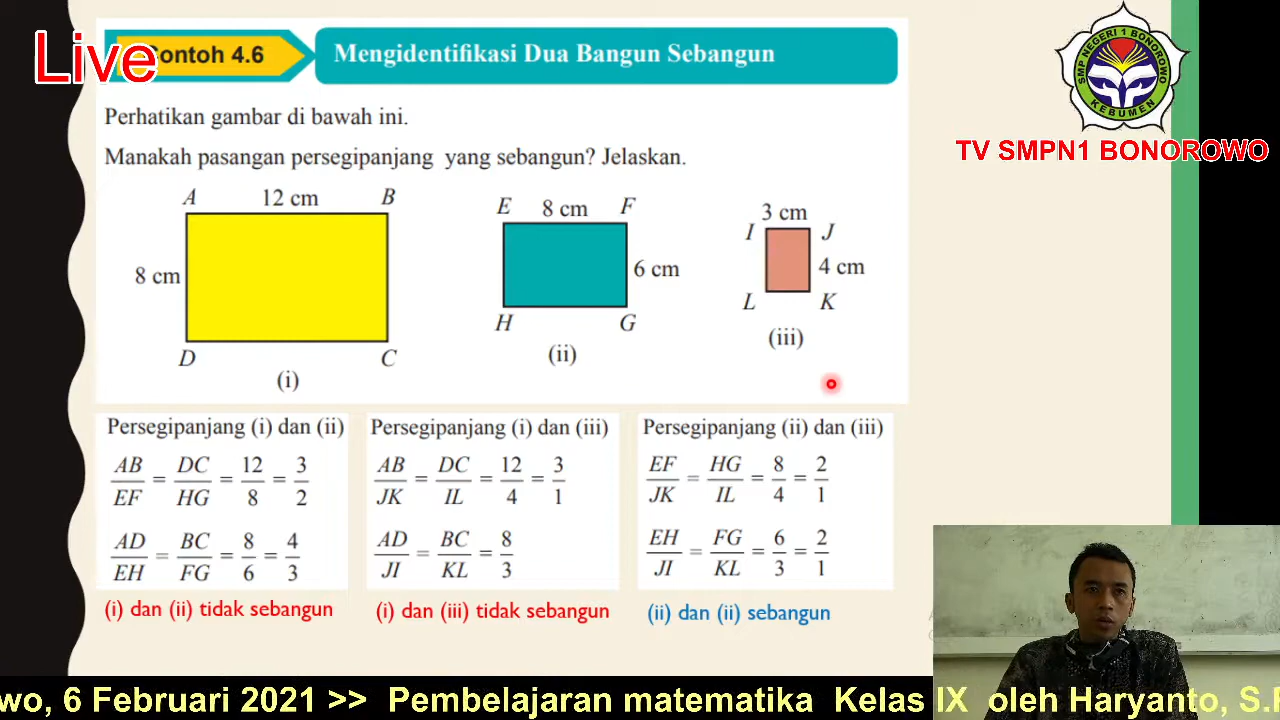 Live
Contoh 4.6
Mengidentifikasi Dua Bangun Sebangun
SMP NEGERI 1 BONOROWO
KEBUMEN
TV SMPN1 BONOROWO
Perhatikan gambar di bawah ini.
Manakah pasangan persegipanjang yang sebangun? Jelaskan.
A 12 cm B
8 cm
D C
(i)
E 8 cm F
6 cm
H G
(ii)
3 cm
I J
4 cm
L K
(iii)
Persegipanjang (i) dan (ii)
AB/EF = DC/HG = 12/8 = 3/2
AD/EH = BC/FG = 8/6 = 4/3
(i) dan (ii) tidak sebangun
Persegipanjang (i) dan (iii)
AB/JK = DC/IL = 12/4 = 3/1
AD/JI = BC/KL = 8/3
(i) dan (iii) tidak sebangun
Persegipanjang (ii) dan (iii)
EF/JK = HG/IL = 8/4 = 2/1
EH/JI = FG/KL = 6/3 = 2/1
(ii) dan (ii) sebangun
wo, 6 Februari 2021 >> Pembelajaran matematika Kelas IX oleh Haryanto, S.P